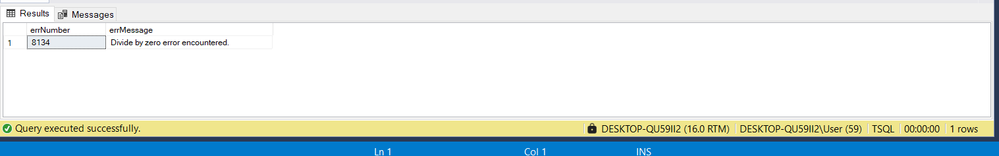 Results Messages
errNumber errMessage
1 8134 Divide by zero error encountered.
Query executed successfully. DESKTOP-QU59II2 (16.0 RTM) DESKTOP-QU59II2\User (59) TSQL 00:00:00 1 rows
Ln 1 Col 1 INS